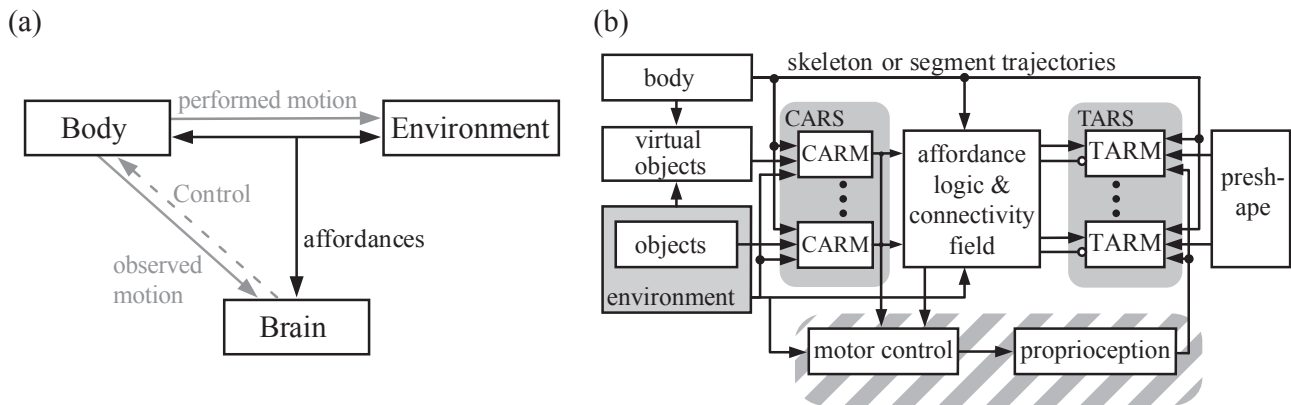 (a)
performed motion
Body
Environment
Control
affordances
observed
motion
Brain
(b)
skeleton or segment trajectories
body
virtual
objects
objects
environment
CARS
CARM
CARM
affordance
logic &
connectivity
field
TARS
TARM
TARM
presh-
ape
motor control
proprioception